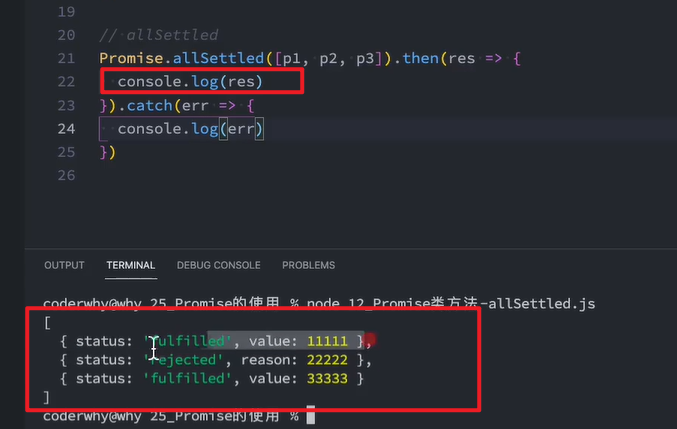 19
20 // allSettled
21 Promise.allSettled([p1, p2, p3]).then(res => {
22 console.log(res)
23 }).catch(err => {
24 console.log(err)
25 })
26
OUTPUT TERMINAL DEBUG CONSOLE PROBLEMS
coderwhy@why 25_Promise的使用 % node 12_Promise类方法-allSettled.js
[
{ status: 'fulfilled', value: 11111 },
{ status: 'rejected', reason: 22222 },
{ status: 'fulfilled', value: 33333 }
]
coderwhy@why 25_Promise的使用 %